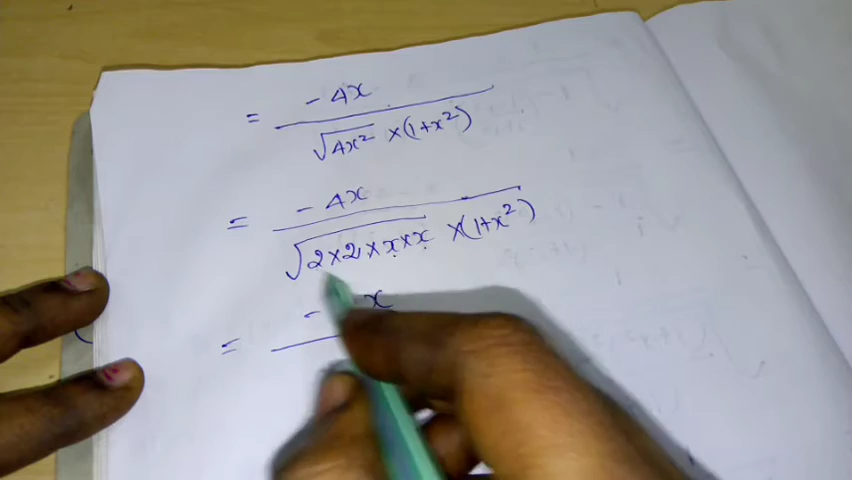 = -4x
√4x² ×(1+x²)
= -4x
√2×2×x×x ×(1+x²)
= - x